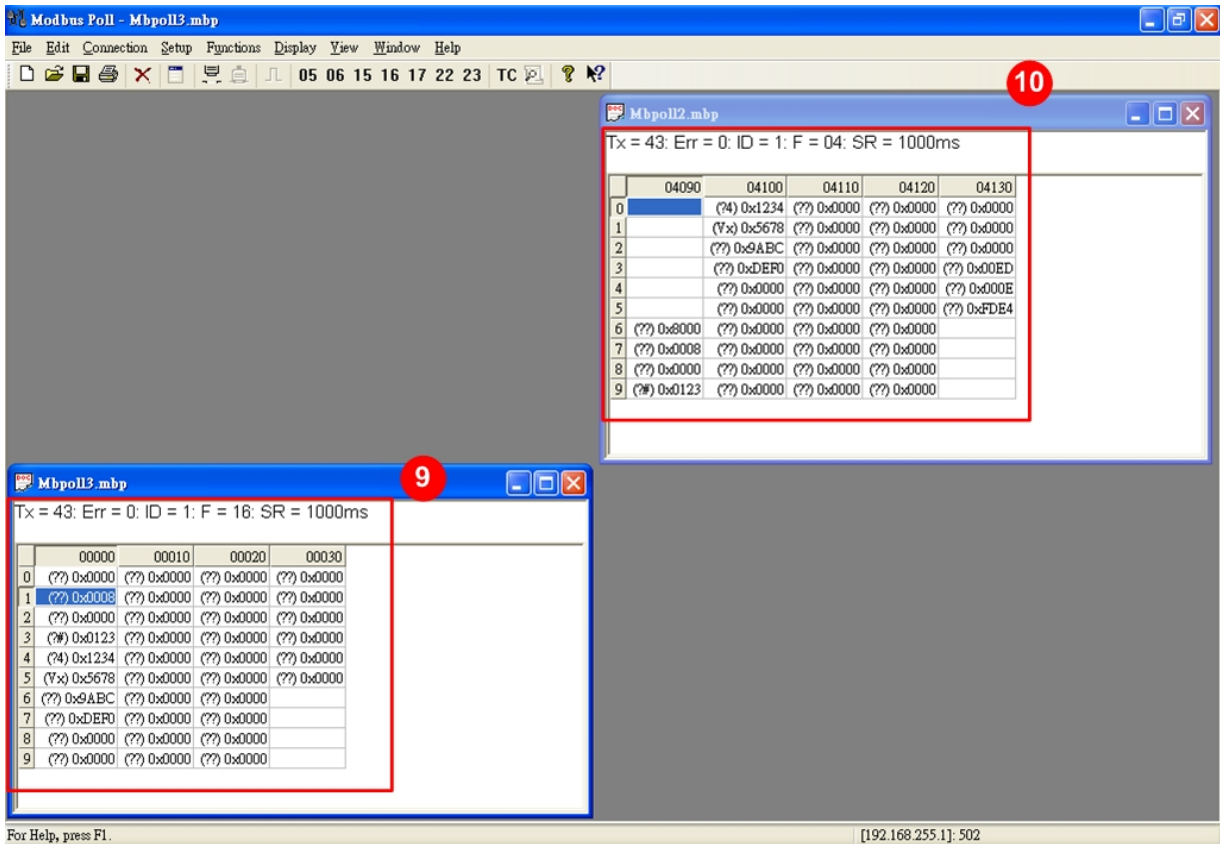 Modbus Poll - Mbpoll3.mbp
File Edit Connection Setup Functions Display View Window Help
05 06 15 16 17 22 23 TC
10
Mbpoll2.mbp
Tx = 43: Err = 0: ID = 1: F = 04: SR = 1000ms
04090 04100 04110 04120 04130
0 (?4) 0x1234 (??) 0x0000 (??) 0x0000 (??) 0x0000
1 (Vx) 0x5678 (??) 0x0000 (??) 0x0000 (??) 0x0000
2 (??) 0x9ABC (??) 0x0000 (??) 0x0000 (??) 0x0000
3 (??) 0xDEF0 (??) 0x0000 (??) 0x0000 (??) 0x00ED
4 (??) 0x0000 (??) 0x0000 (??) 0x0000 (??) 0x000E
5 (??) 0x0000 (??) 0x0000 (??) 0x0000 (??) 0xFDE4
6 (??) 0x8000 (??) 0x0000 (??) 0x0000 (??) 0x0000
7 (??) 0x0008 (??) 0x0000 (??) 0x0000 (??) 0x0000
8 (??) 0x0000 (??) 0x0000 (??) 0x0000 (??) 0x0000
9 (?#) 0x0123 (??) 0x0000 (??) 0x0000 (??) 0x0000
9
Mbpoll3.mbp
Tx = 43: Err = 0: ID = 1: F = 16: SR = 1000ms
00000 00010 00020 00030
0 (??) 0x0000 (??) 0x0000 (??) 0x0000 (??) 0x0000
1 (??) 0x0008 (??) 0x0000 (??) 0x0000 (??) 0x0000
2 (??) 0x0000 (??) 0x0000 (??) 0x0000 (??) 0x0000
3 (?#) 0x0123 (??) 0x0000 (??) 0x0000 (??) 0x0000
4 (?4) 0x1234 (??) 0x0000 (??) 0x0000 (??) 0x0000
5 (Vx) 0x5678 (??) 0x0000 (??) 0x0000 (??) 0x0000
6 (??) 0x9ABC (??) 0x0000 (??) 0x0000
7 (??) 0xDEF0 (??) 0x0000 (??) 0x0000
8 (??) 0x0000 (??) 0x0000 (??) 0x0000
9 (??) 0x0000 (??) 0x0000 (??) 0x0000
For Help, press F1.
[192.168.255.1]: 502